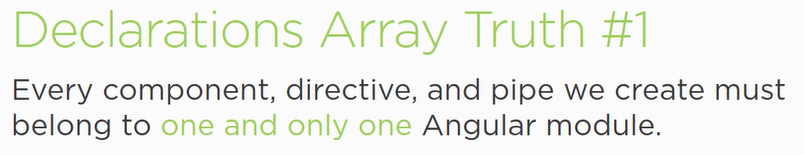 Declarations Array Truth #1
Every component, directive, and pipe we create must
belong to one and only one Angular module.